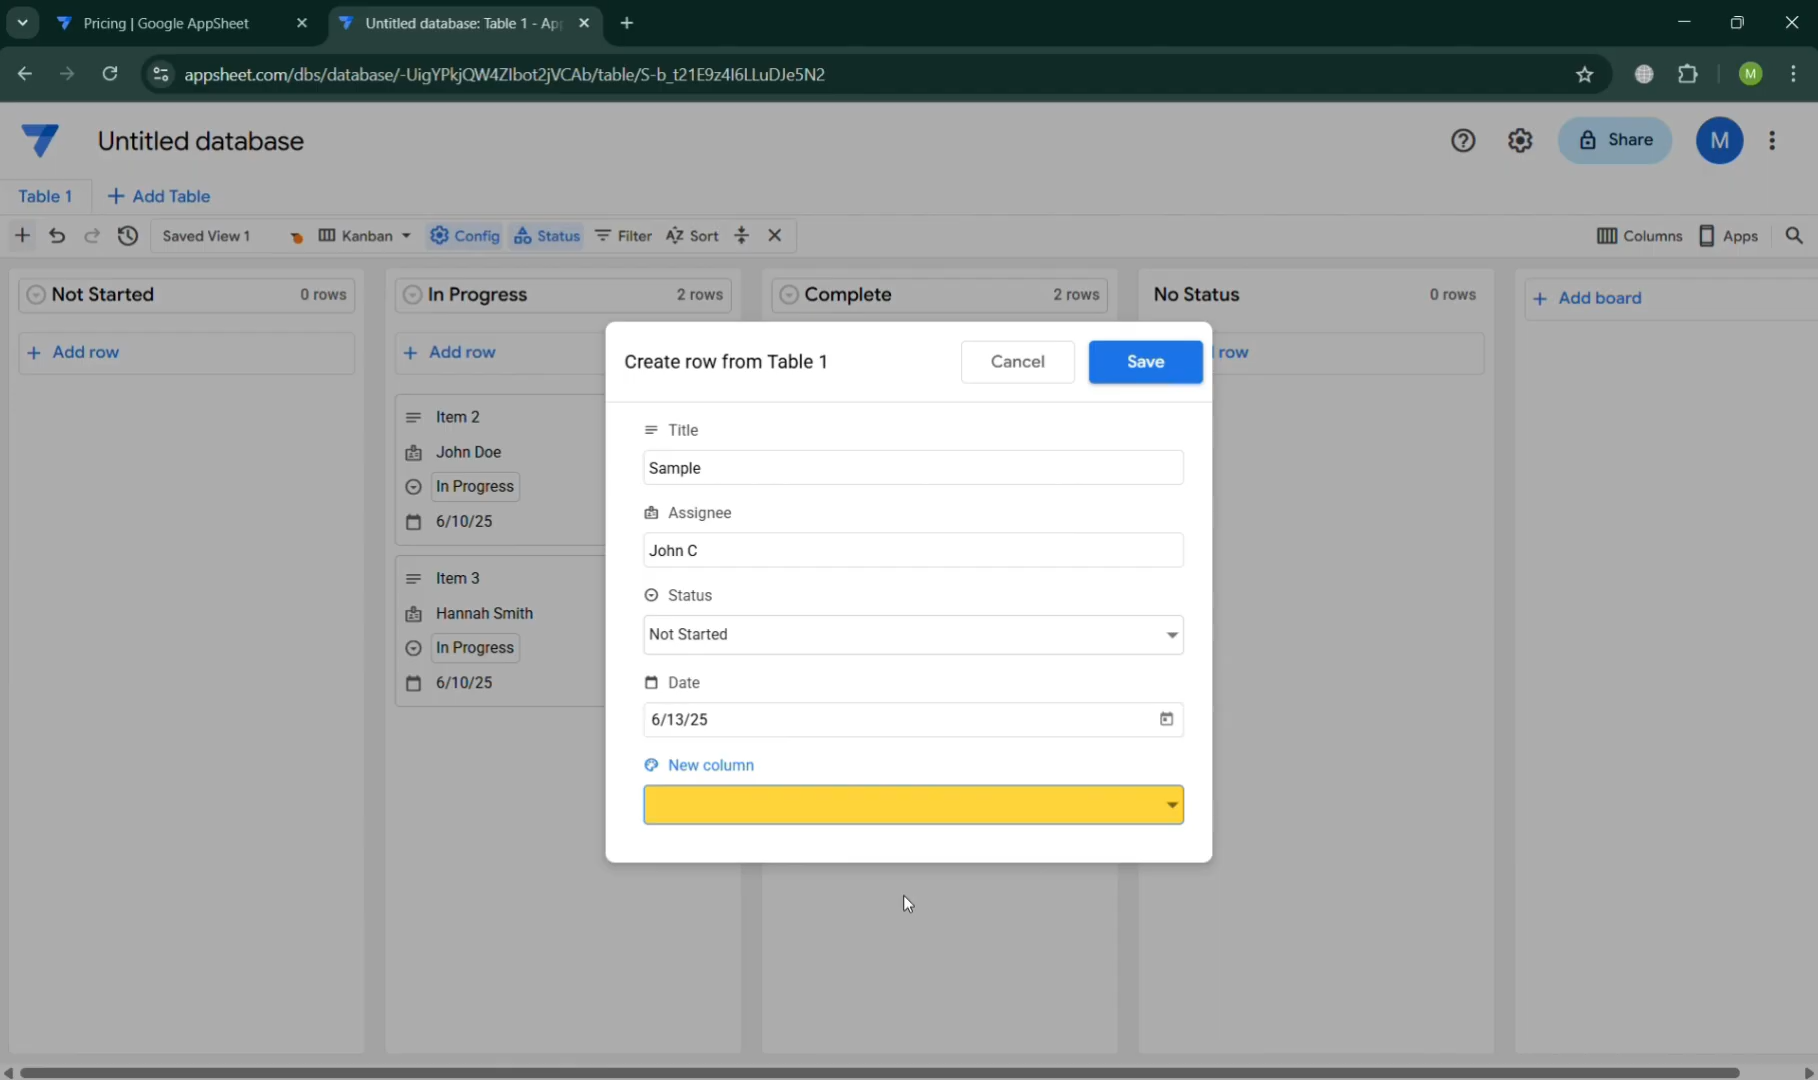 Pricing | Google AppSheet
Untitled database: Table 1 - Ap
appsheet.com/dbs/database/-UigYPkjQW4ZIbot2jVCAb/table/S-b_t21E9z4I6LLuDJe5N2
M
Untitled database
Share
M
Table 1
Add Table
Saved View 1
Kanban
Config
Status
Filter
Sort
Columns
Apps
Not Started 0 rows
In Progress 2 rows
Complete 2 rows
No Status 0 rows
Add board
Add row
Add row
row
Item 2
John Doe
In Progress
6/10/25
Item 3
Hannah Smith
In Progress
6/10/25
Create row from Table 1
Cancel
Save
Title
Sample
Assignee
John C
Status
Not Started
Date
6/13/25
New column